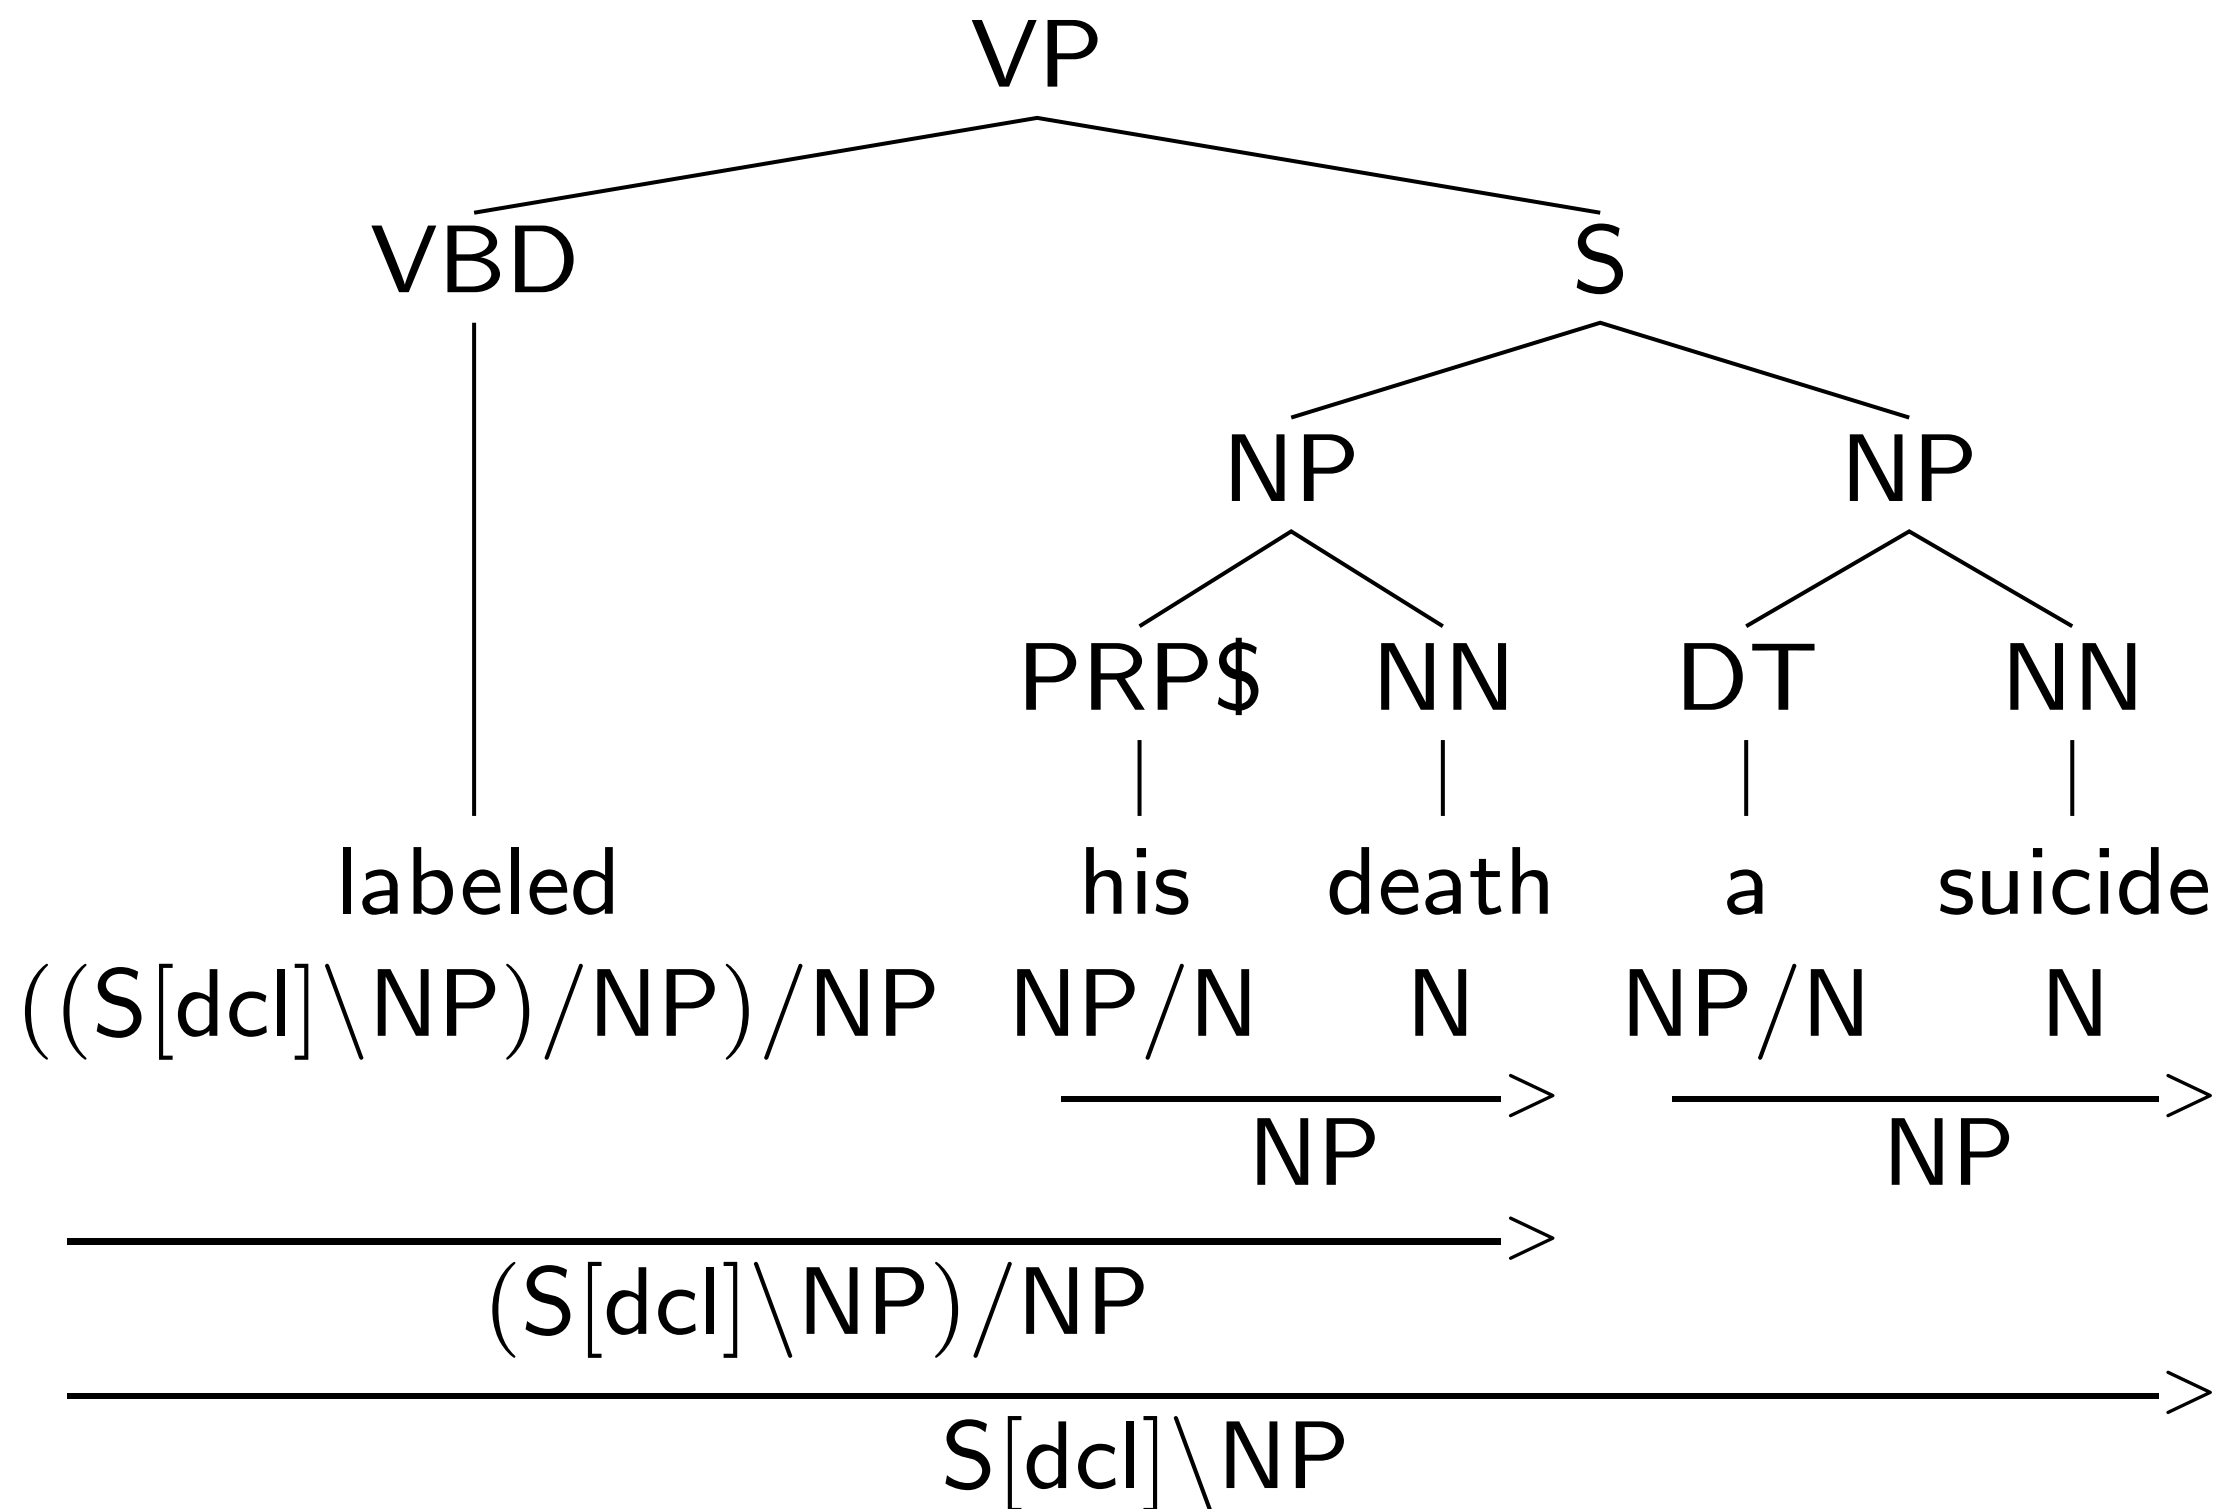 VP
VBD S
NP NP
PRP$ NN DT NN
labeled his death a suicide
((S[dcl]\NP)/NP)/NP NP/N N NP/N N
> >
NP NP
>
(S[dcl]\NP)/NP
>
S[dcl]\NP